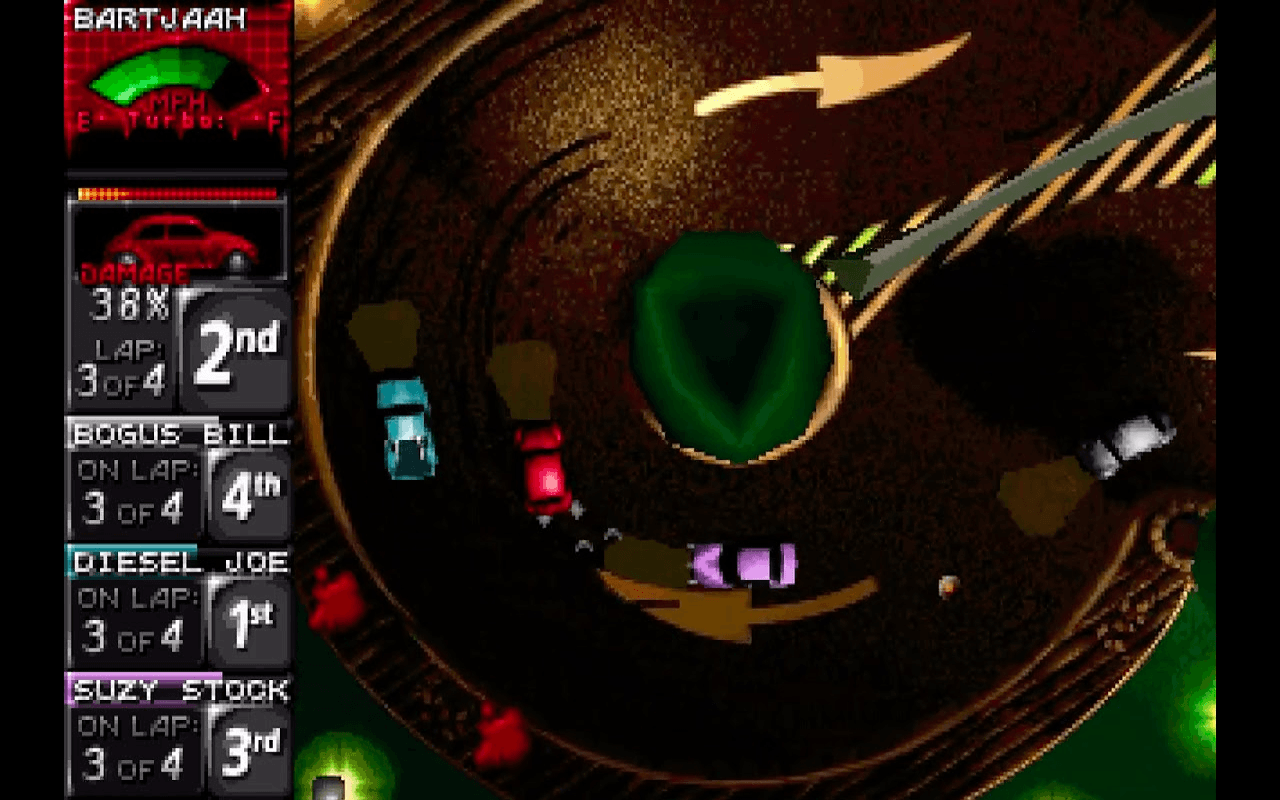 BARTJAAH
MPH
E Turbo: F
DAMAGE
38%
LAP:
3 OF 4
2nd
BOGUS BILL
ON LAP:
3 OF 4
4th
DIESEL JOE
ON LAP:
3 OF 4
1st
SUZY STOCK
ON LAP:
3 OF 4
3rd